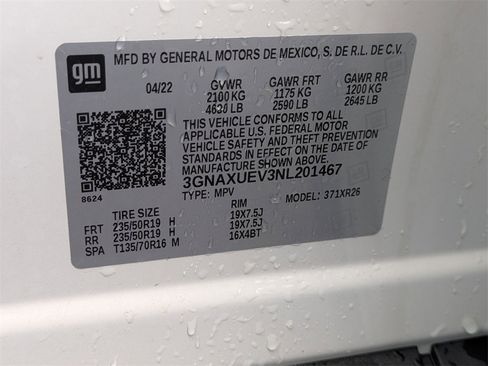 gm
MFD BY GENERAL MOTORS DE MEXICO, S. DE R.L. DE C.V.
04/22 GVWR GAWR FRT GAWR RR
2100 KG 1175 KG 1200 KG
4630 LB 2590 LB 2645 LB
THIS VEHICLE CONFORMS TO ALL
APPLICABLE U.S. FEDERAL MOTOR
VEHICLE SAFETY, BUMPER, AND
THEFT PREVENTION STANDARDS
IN EFFECT ON THE DATE OF
MANUFACTURE SHOWN ABOVE.
3GNAXUEV3NL201467
8624 TYPE: MPV MODEL: 371XR26
TIRE SIZE RIM
FRT 235/50R19 H 19X7.5J
RR 235/50R19 H 19X7.5J
SPA T135/70R16 M 16X4BT